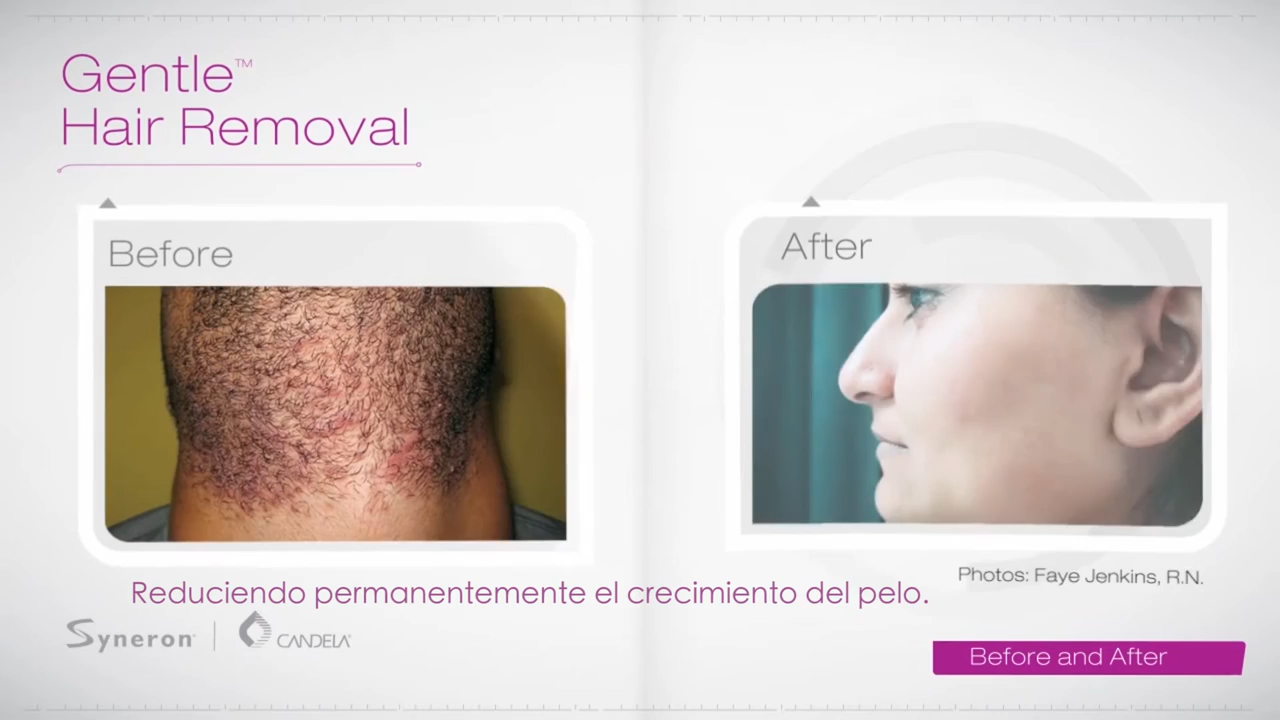 Gentle™
Hair Removal
Before
After
Photos: Faye Jenkins, R.N.
Reduciendo permanentemente el crecimiento del pelo.
Syneron | CANDELA
Before and After